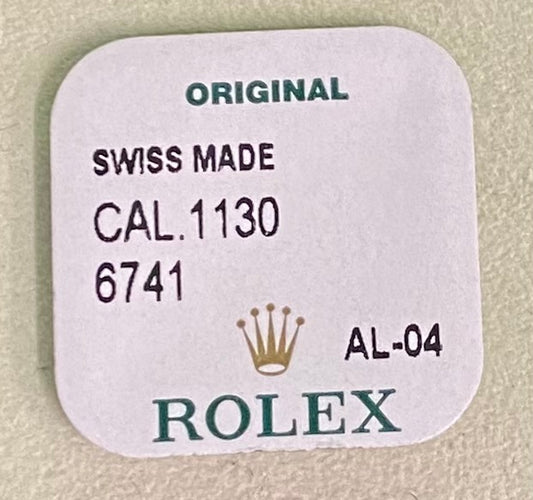 ORIGINAL
SWISS MADE
CAL.1130
6741
AL-04
ROLEX